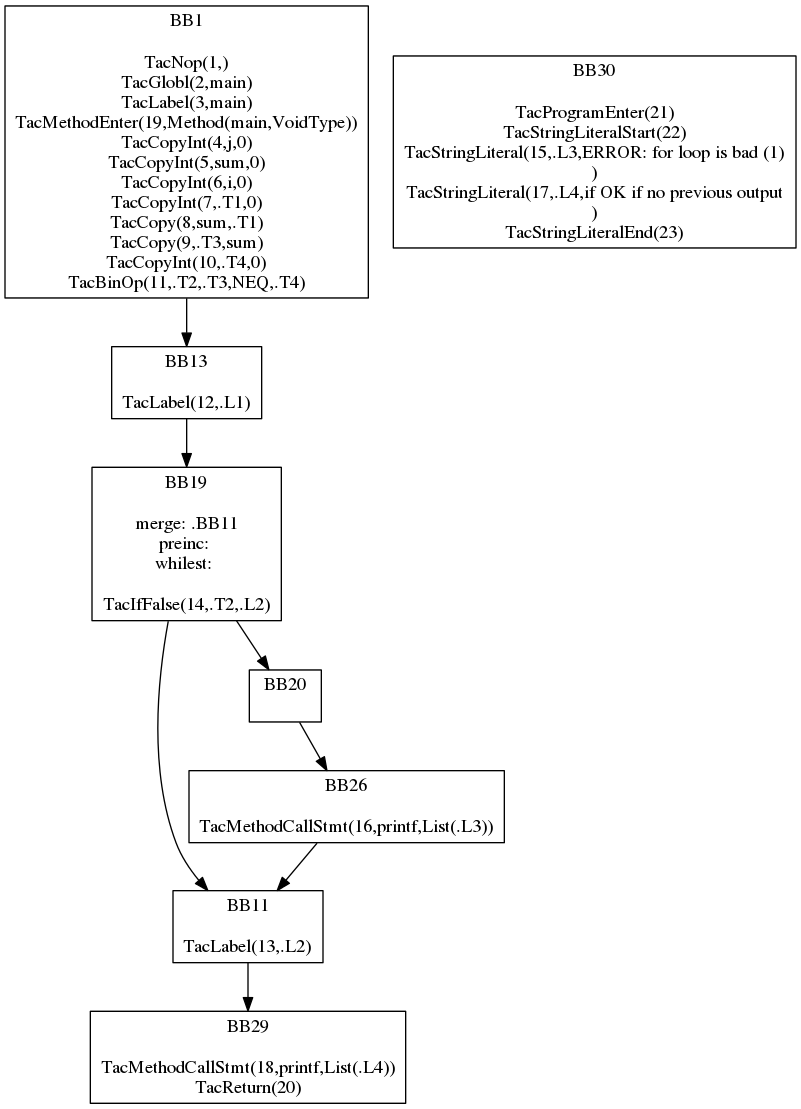 BB1
TacNop(1,)
TacGlobl(2,main)
TacLabel(3,main)
TacMethodEnter(19,Method(main,VoidType))
TacCopyInt(4,j,0)
TacCopyInt(5,sum,0)
TacCopyInt(6,i,0)
TacCopyInt(7,.T1,0)
TacCopy(8,sum,.T1)
TacCopy(9,.T3,sum)
TacCopyInt(10,.T4,0)
TacBinOp(11,.T2,.T3,NEQ,.T4)
BB30
TacProgramEnter(21)
TacStringLiteralStart(22)
TacStringLiteral(15,.L3,ERROR: for loop is bad (1)
)
TacStringLiteral(17,.L4,if OK if no previous output
)
TacStringLiteralEnd(23)
BB13
TacLabel(12,.L1)
BB19
merge: .BB11
preinc:
whilest:
TacIfFalse(14,.T2,.L2)
BB20
BB26
TacMethodCallStmt(16,printf,List(.L3))
BB11
TacLabel(13,.L2)
BB29
TacMethodCallStmt(18,printf,List(.L4))
TacReturn(20)